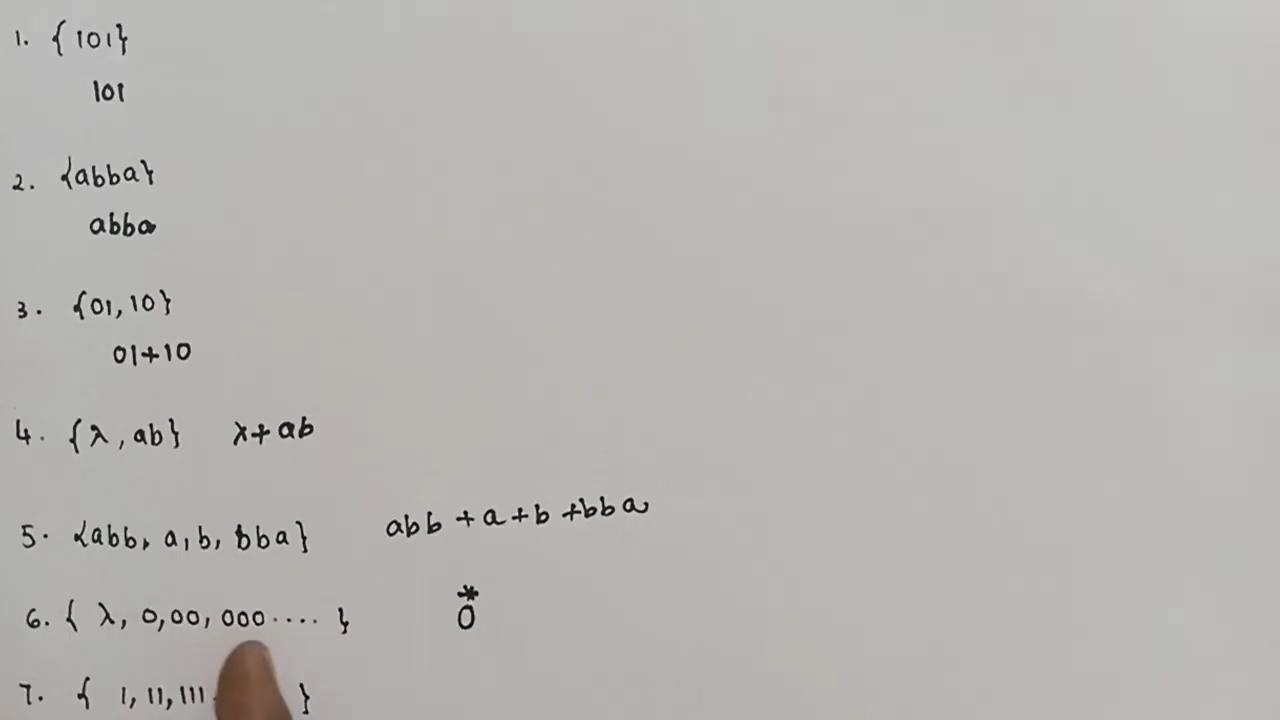 1. {101}
101
2. {abba}
abba
3. {01,10}
01+10
4. {λ, ab} λ+ab
5. {abb, a, b, bba} abb + a + b + bba
6. { λ, 0,00,000.... } 0*
7. { 1, 11, 111 }